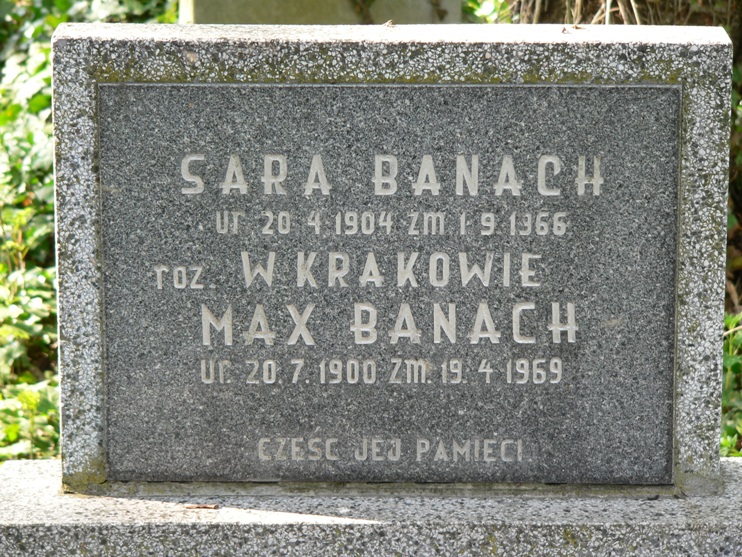 SARA BANACH
Ur 20 4 1904 ZM 1 9 1966
roz. W.KRAKOWIE
MAX BANACH
Ur. 20. 7. 1900 ZM. 19. 4 1969
CZEŚC JEJ PAMIĘCI